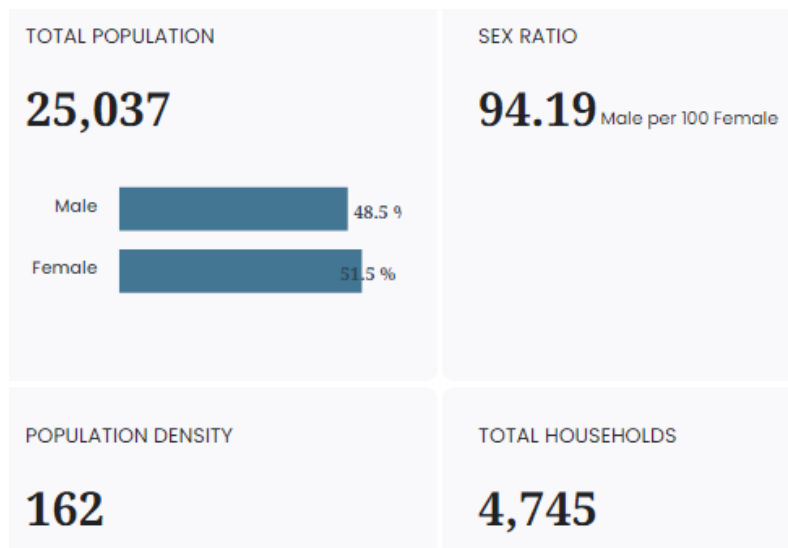 TOTAL POPULATION
25,037
Male 48.5 %
Female 51.5 %
SEX RATIO
94.19 Male per 100 Female
POPULATION DENSITY
162
TOTAL HOUSEHOLDS
4,745